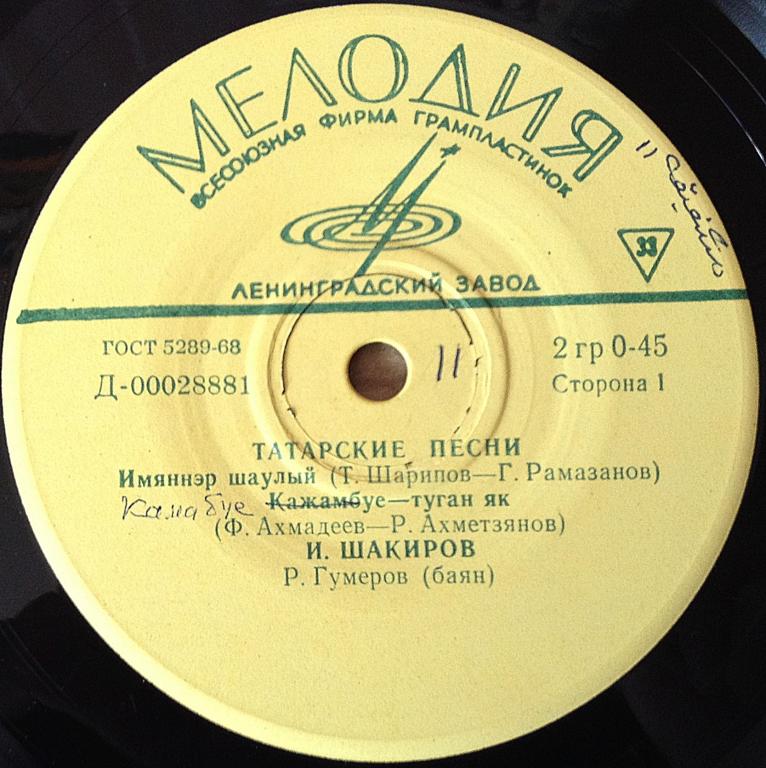 МЕЛОДИЯ
ВСЕСОЮЗНАЯ ФИРМА ГРАМПЛАСТИНОК
33
ЛЕНИНГРАДСКИЙ ЗАВОД
ГОСТ 5289-68
2 гр 0-45
Д-00028881
11
Сторона 1
ТАТАРСКИЕ ПЕСНИ
Имяннэр шаулый (Т. Шарипов—Г. Рамазанов)
Камабуе Кажамбуе—туган як
(Ф. Ахмадеев—Р. Ахметзянов)
И. ШАКИРОВ
Р. Гумеров (баян)